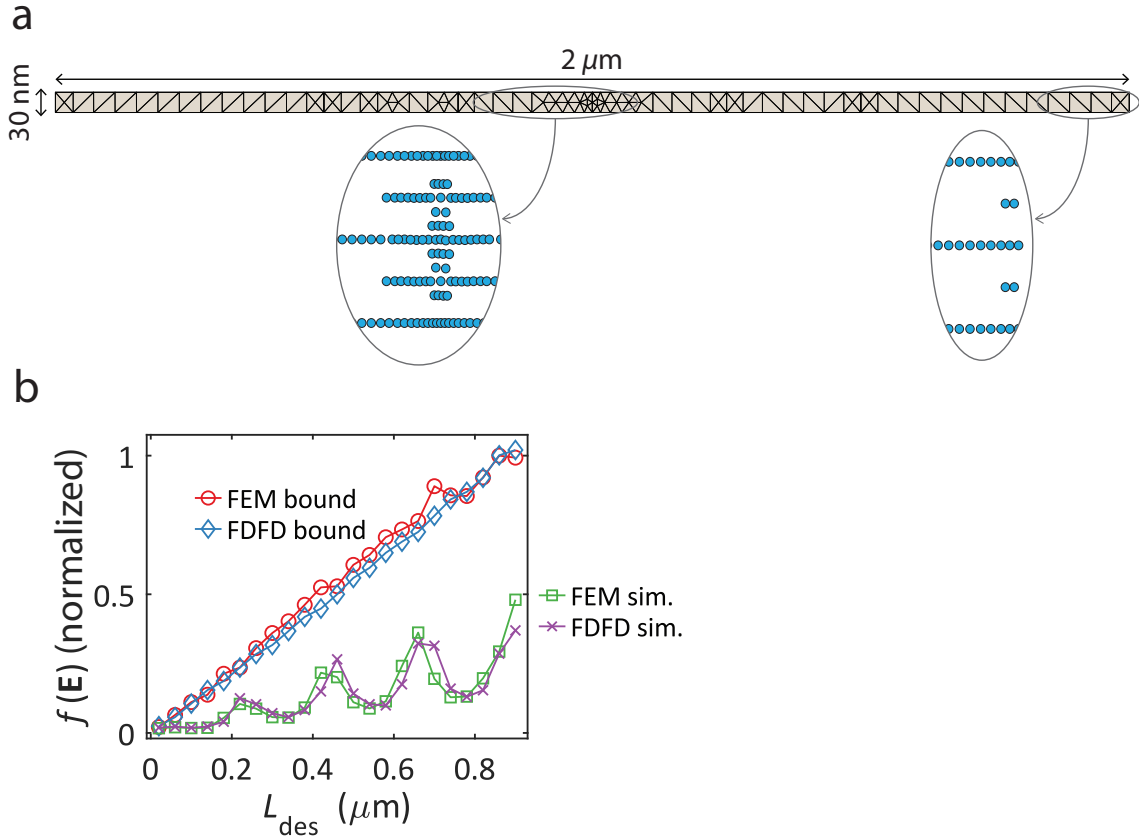 a
2 μm
30 nm
b
f (E) (normalized)
1
0.5
0
FEM bound
FDFD bound
FEM sim.
FDFD sim.
0 0.2 0.4 0.6 0.8
Ldes (μm)